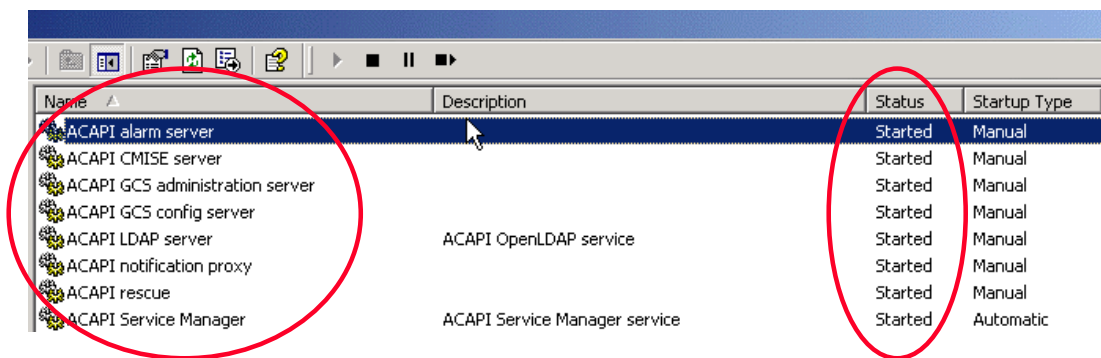 Name Description Status Startup Type
ACAPI alarm server Started Manual
ACAPI CMISE server Started Manual
ACAPI GCS administration server Started Manual
ACAPI GCS config server Started Manual
ACAPI LDAP server ACAPI OpenLDAP service Started Manual
ACAPI notification proxy Started Manual
ACAPI rescue Started Manual
ACAPI Service Manager ACAPI Service Manager service Started Automatic